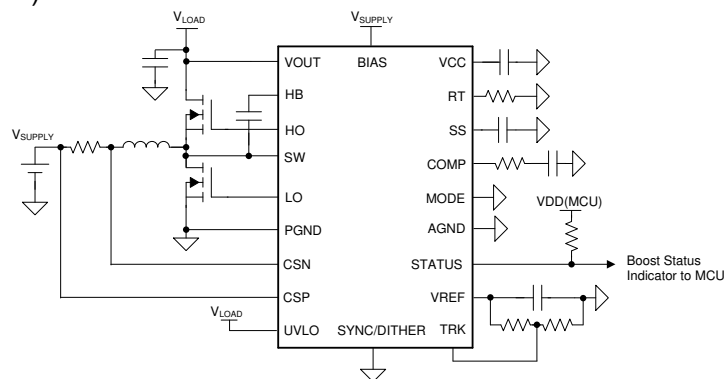 )
VLOAD
VSUPPLY
VOUT
BIAS
VCC
HB
RT
HO
SS
VSUPPLY
SW
COMP
LO
MODE
VDD(MCU)
PGND
AGND
CSN
STATUS
Boost Status
Indicator to MCU
CSP
VREF
VLOAD
UVLO
SYNC/DITHER
TRK